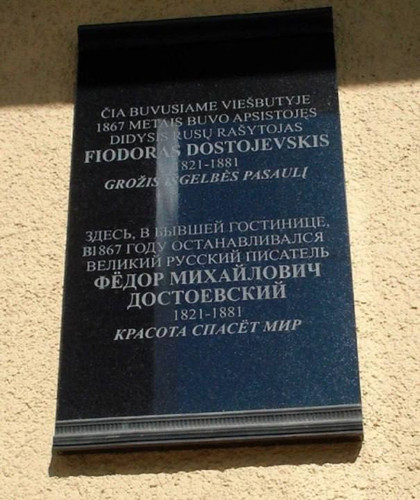 ČIA BUVUSIAME VIEŠBUTYJE
1867 METAIS BUVO APSISTOJĘS
DIDYSIS RUSŲ RAŠYTOJAS
FIODORAS DOSTOJEVSKIS
1821-1881
GROŽIS IŠGELBĖS PASAULĮ
ЗДЕСЬ, В БЫВШЕЙ ГОСТИНИЦЕ,
В1867 ГОДУ ОСТАНАВЛИВАЛСЯ
ВЕЛИКИЙ РУССКИЙ ПИСАТЕЛЬ
ФЁДОР МИХАЙЛОВИЧ
ДОСТОЕВСКИЙ
1821-1881
КРАСОТА СПАСЁТ МИР